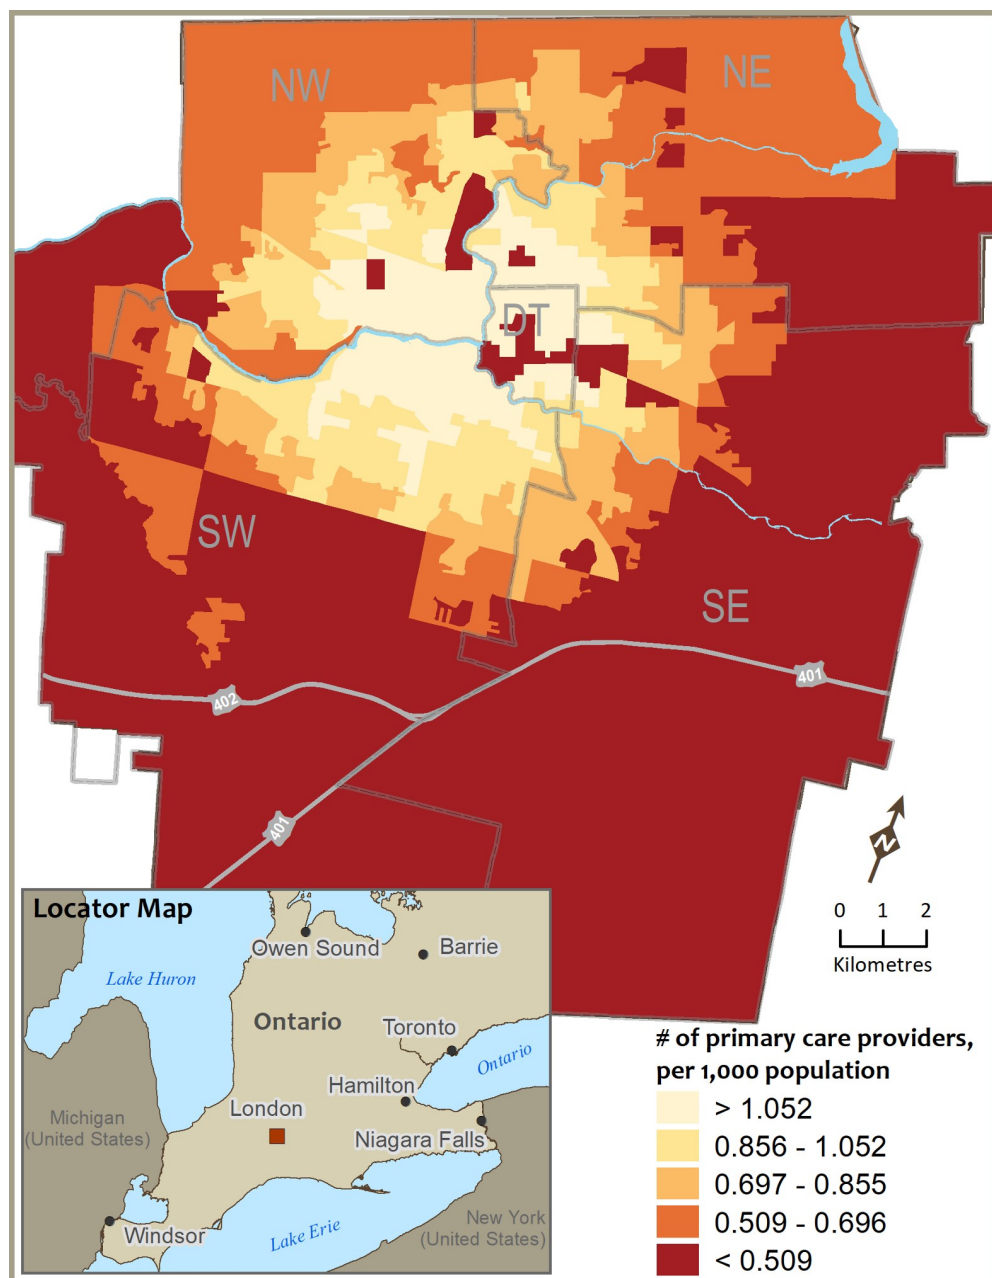 NW
NE
DT
SW
SE
402
401
401
N
0 1 2
Kilometres
Locator Map
Owen Sound
Barrie
Lake Huron
Ontario
Toronto
Ontario
Hamilton
Michigan
(United States)
London
Niagara Falls
New York
(United States)
Windsor
Lake Erie
# of primary care providers,
per 1,000 population
> 1.052
0.856 - 1.052
0.697 - 0.855
0.509 - 0.696
< 0.509